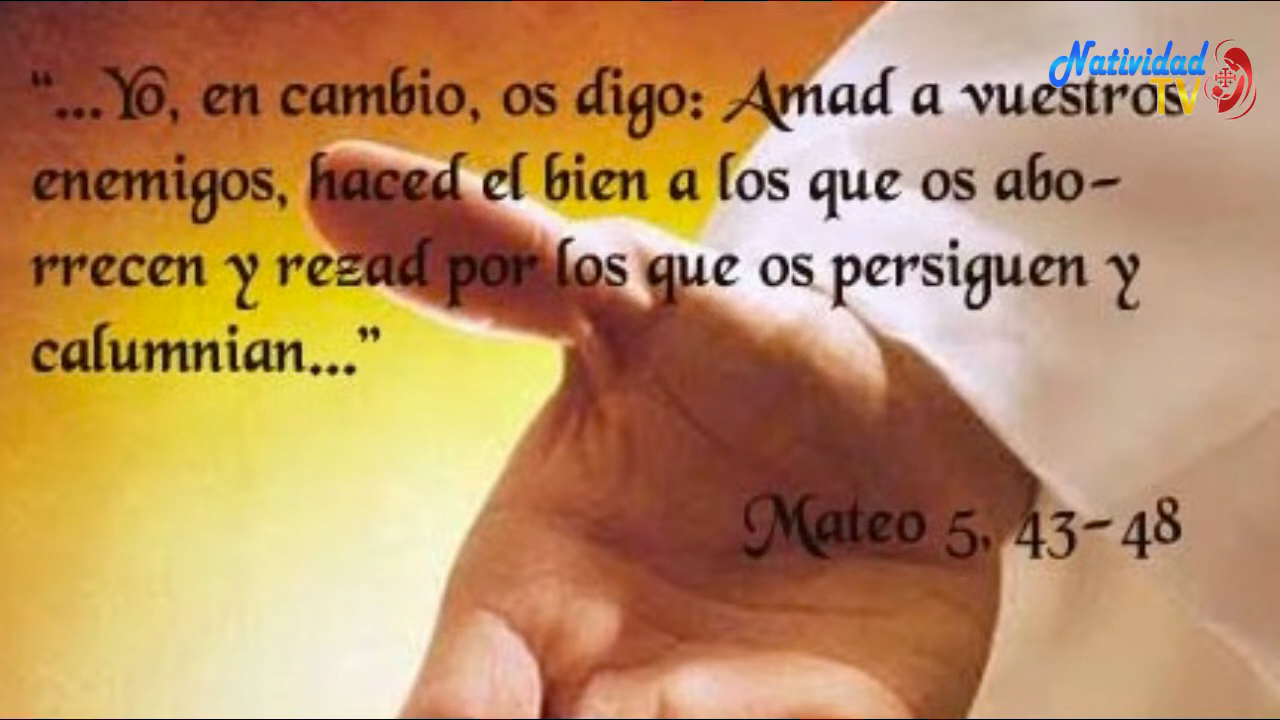 “...Yo, en cambio, os digo: Amad a vuestros
enemigos, haced el bien a los que os abo-
rrecen y rezad por los que os persiguen y
calumnian...”
Mateo 5, 43-48
Natividad
TV